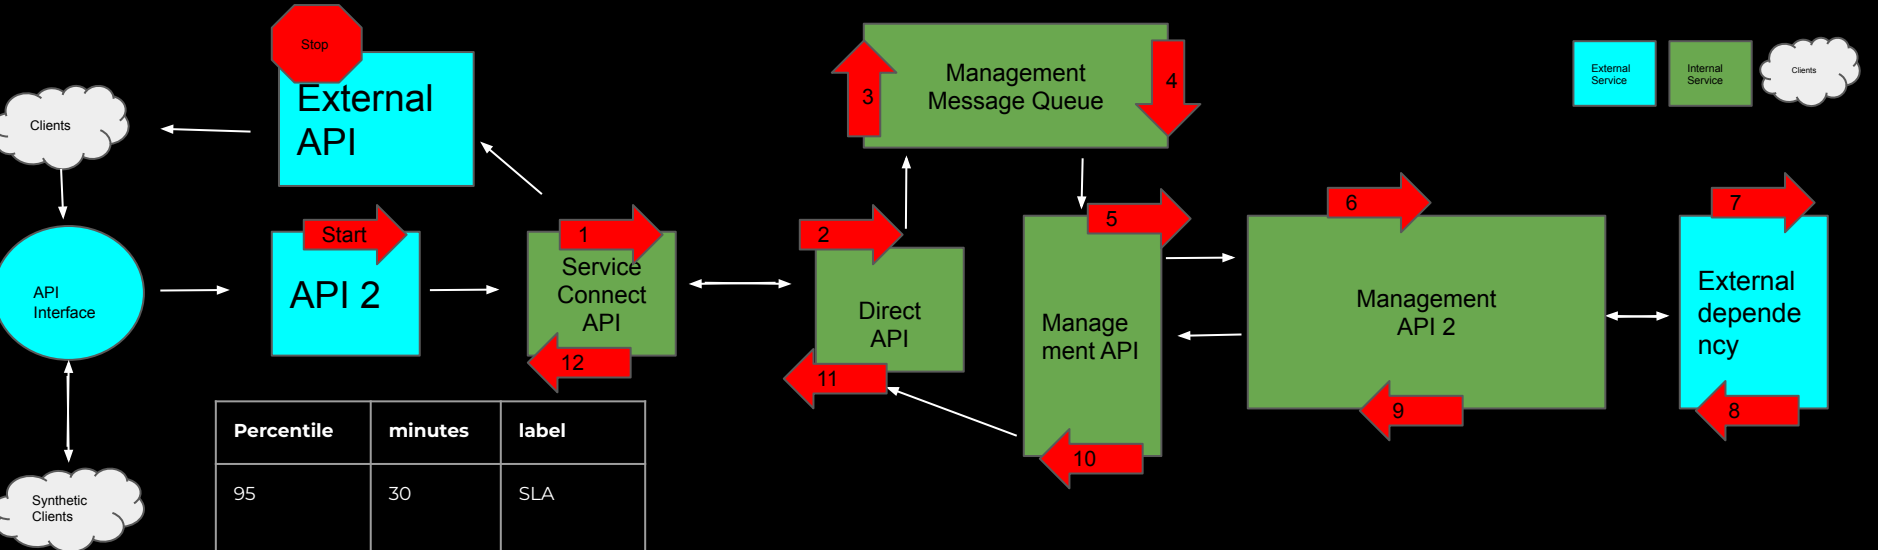 Stop
External
API
Clients
API
Interface
Synthetic
Clients
Start
API 2
1
Service
Connect
API
12
Percentile minutes label
95 30 SLA
2
Direct
API
11
3
Management
Message Queue
4
5
Manage
ment API
10
6
Management
API 2
9
7
External
depende
ncy
8
External
Service
Internal
Service
Clients